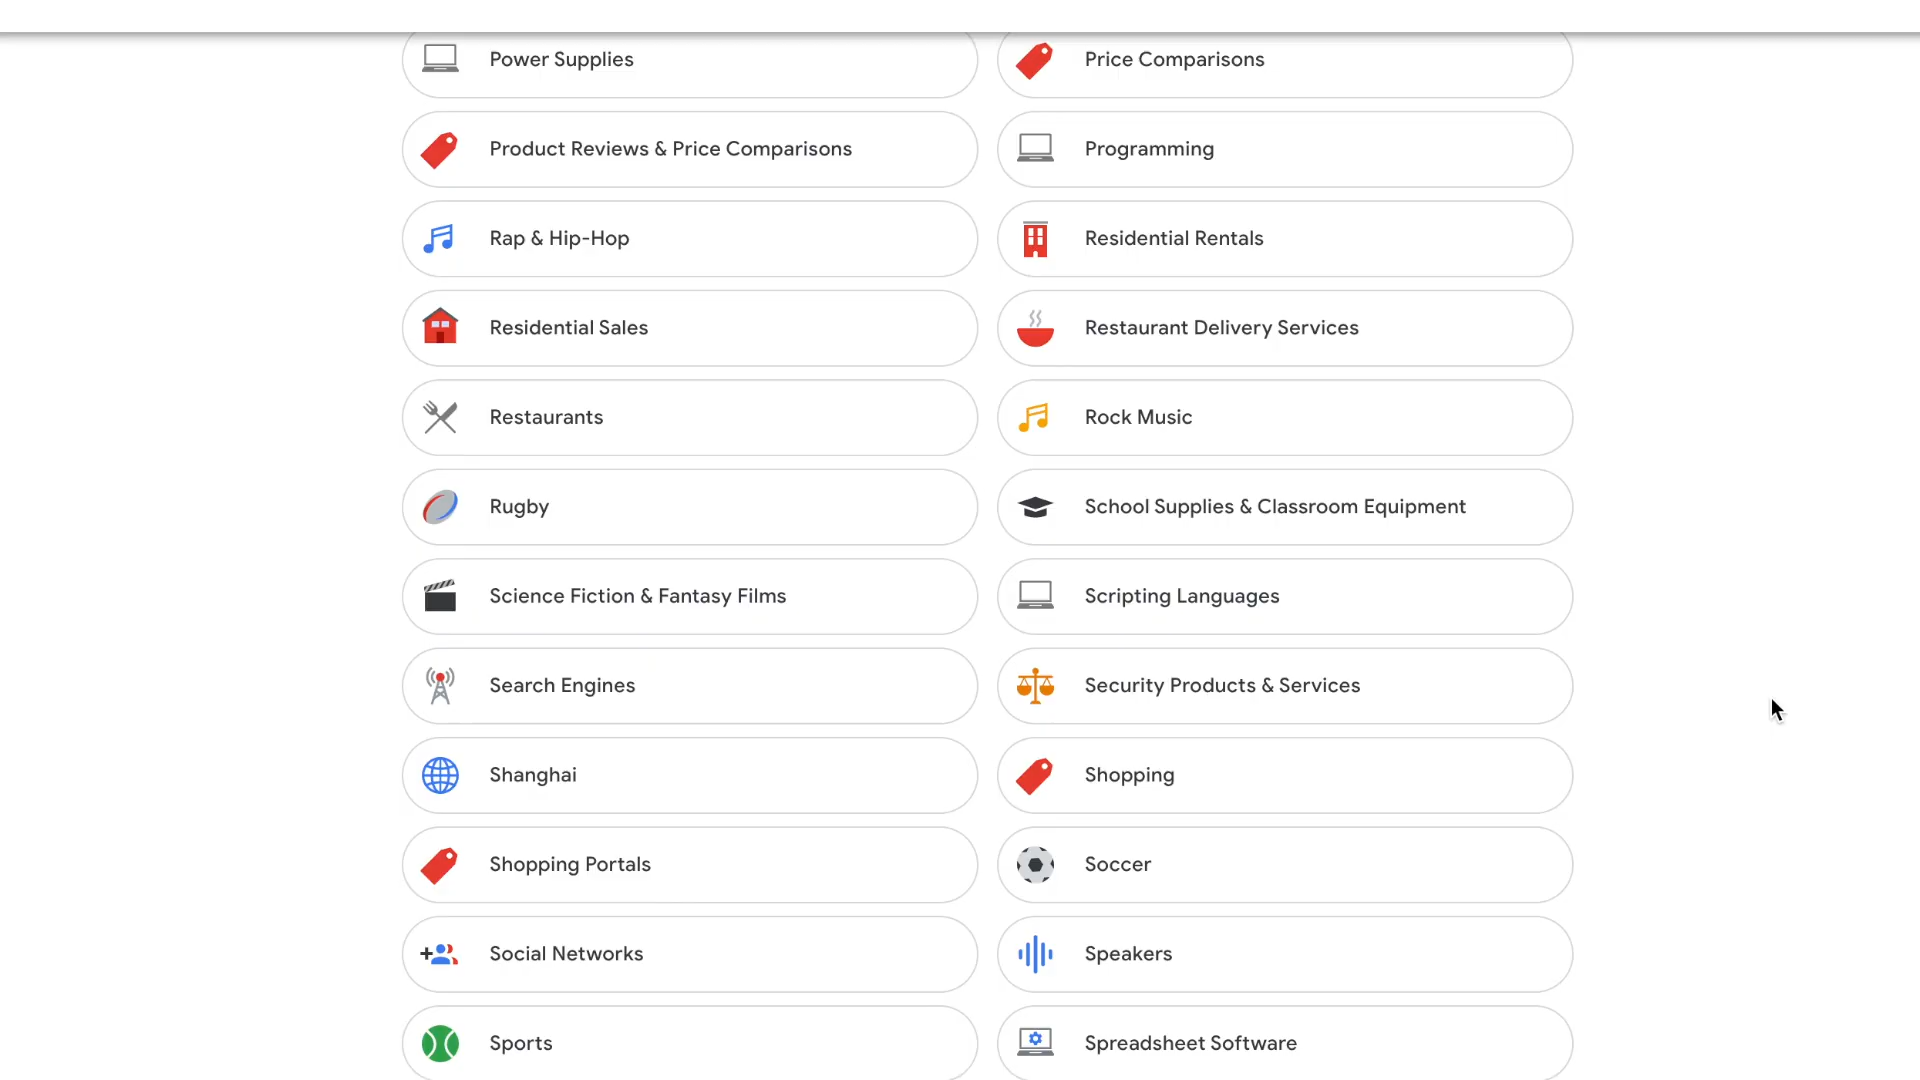 Power Supplies
Price Comparisons
Product Reviews & Price Comparisons
Programming
Rap & Hip-Hop
Residential Rentals
Residential Sales
Restaurant Delivery Services
Restaurants
Rock Music
Rugby
School Supplies & Classroom Equipment
Science Fiction & Fantasy Films
Scripting Languages
Search Engines
Security Products & Services
Shanghai
Shopping
Shopping Portals
Soccer
Social Networks
Speakers
Sports
Spreadsheet Software